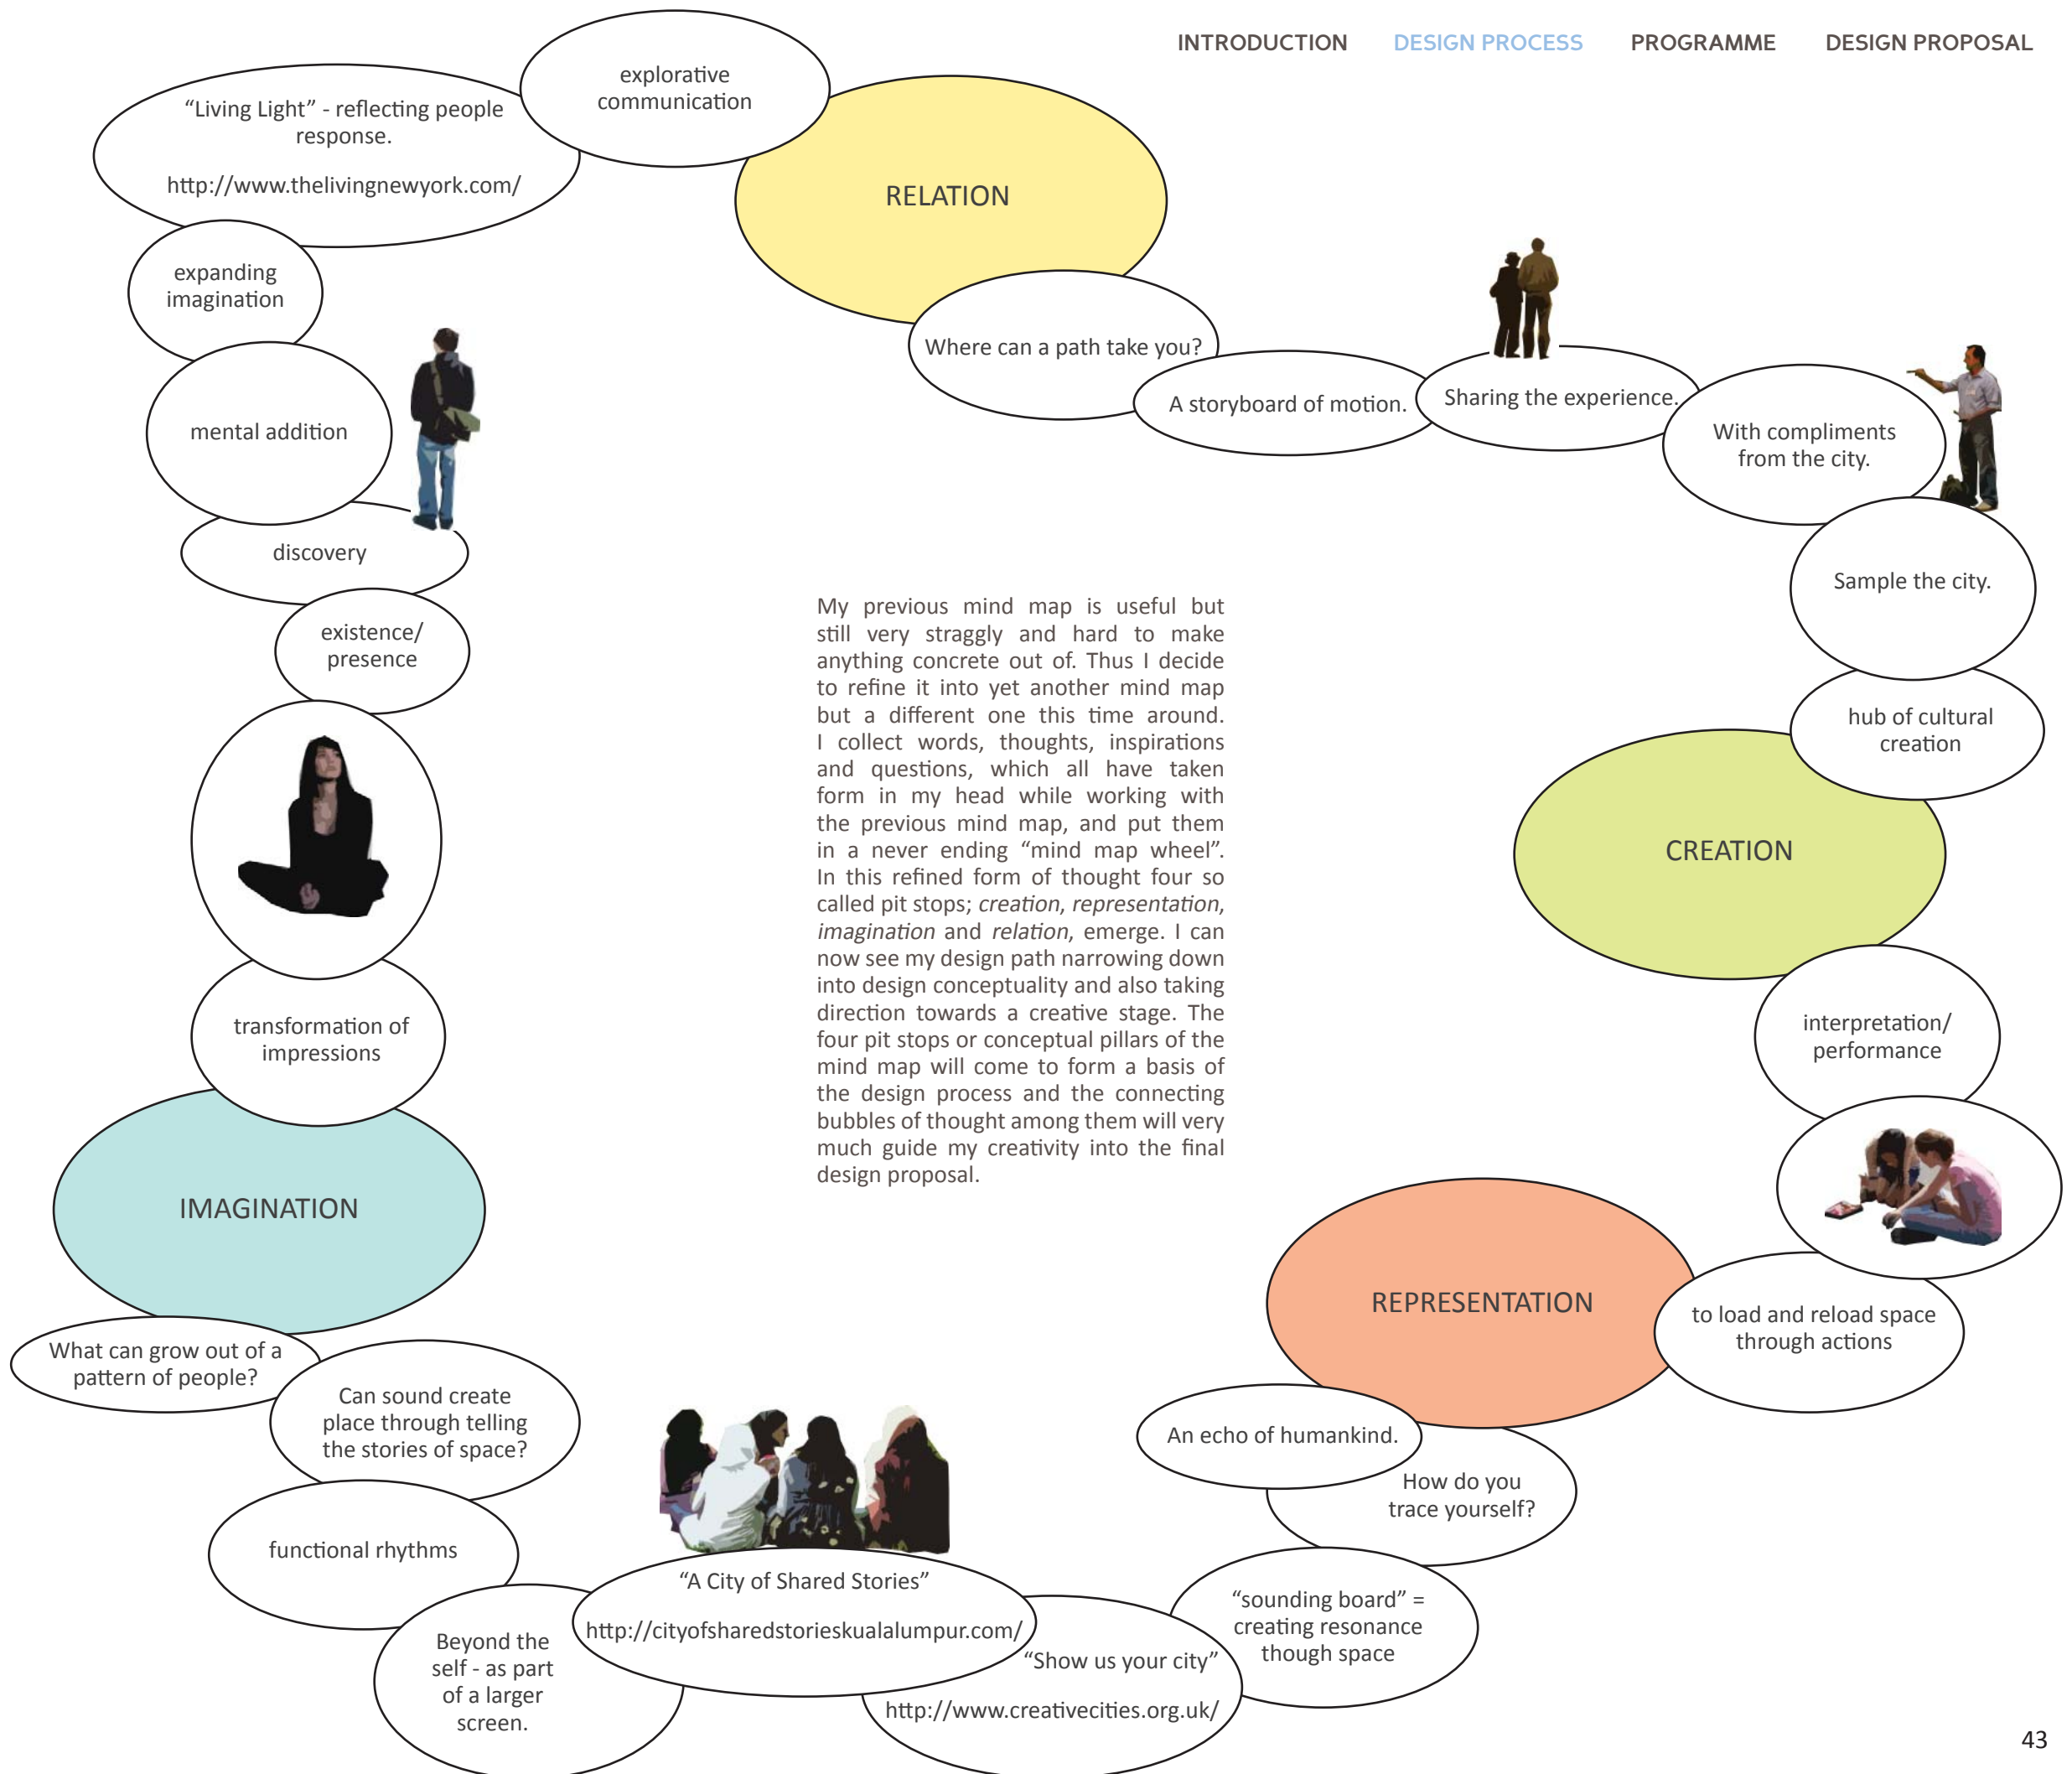 INTRODUCTION DESIGN PROCESS PROGRAMME DESIGN PROPOSAL
explorative
communication
“Living Light” - reflecting people
response.
http://www.thelivingnewyork.com/
RELATION
expanding
imagination
Where can a path take you?
A storyboard of motion.
Sharing the experience.
With compliments
from the city.
mental addition
discovery
Sample the city.
existence/
presence
hub of cultural
creation
My previous mind map is useful but
still very straggly and hard to make
anything concrete out of. Thus I decide
to refine it into yet another mind map
but a different one this time around.
I collect words, thoughts, inspirations
and questions, which all have taken
form in my head while working with
the previous mind map, and put them
in a never ending “mind map wheel”.
In this refined form of thought four so
called pit stops; creation, representation,
imagination and relation, emerge. I can
now see my design path narrowing down
into design conceptuality and also taking
direction towards a creative stage. The
four pit stops or conceptual pillars of the
mind map will come to form a basis of
the design process and the connecting
bubbles of thought among them will very
much guide my creativity into the final
design proposal.
CREATION
interpretation/
performance
transformation of
impressions
IMAGINATION
REPRESENTATION
to load and reload space
through actions
What can grow out of a
pattern of people?
Can sound create
place through telling
the stories of space?
An echo of humankind.
How do you
trace yourself?
functional rhythms
“sounding board” =
creating resonance
though space
“A City of Shared Stories”
http://cityofsharedstorieskualalumpur.com/
“Show us your city”
http://www.creativecities.org.uk/
Beyond the
self - as part
of a larger
screen.
43